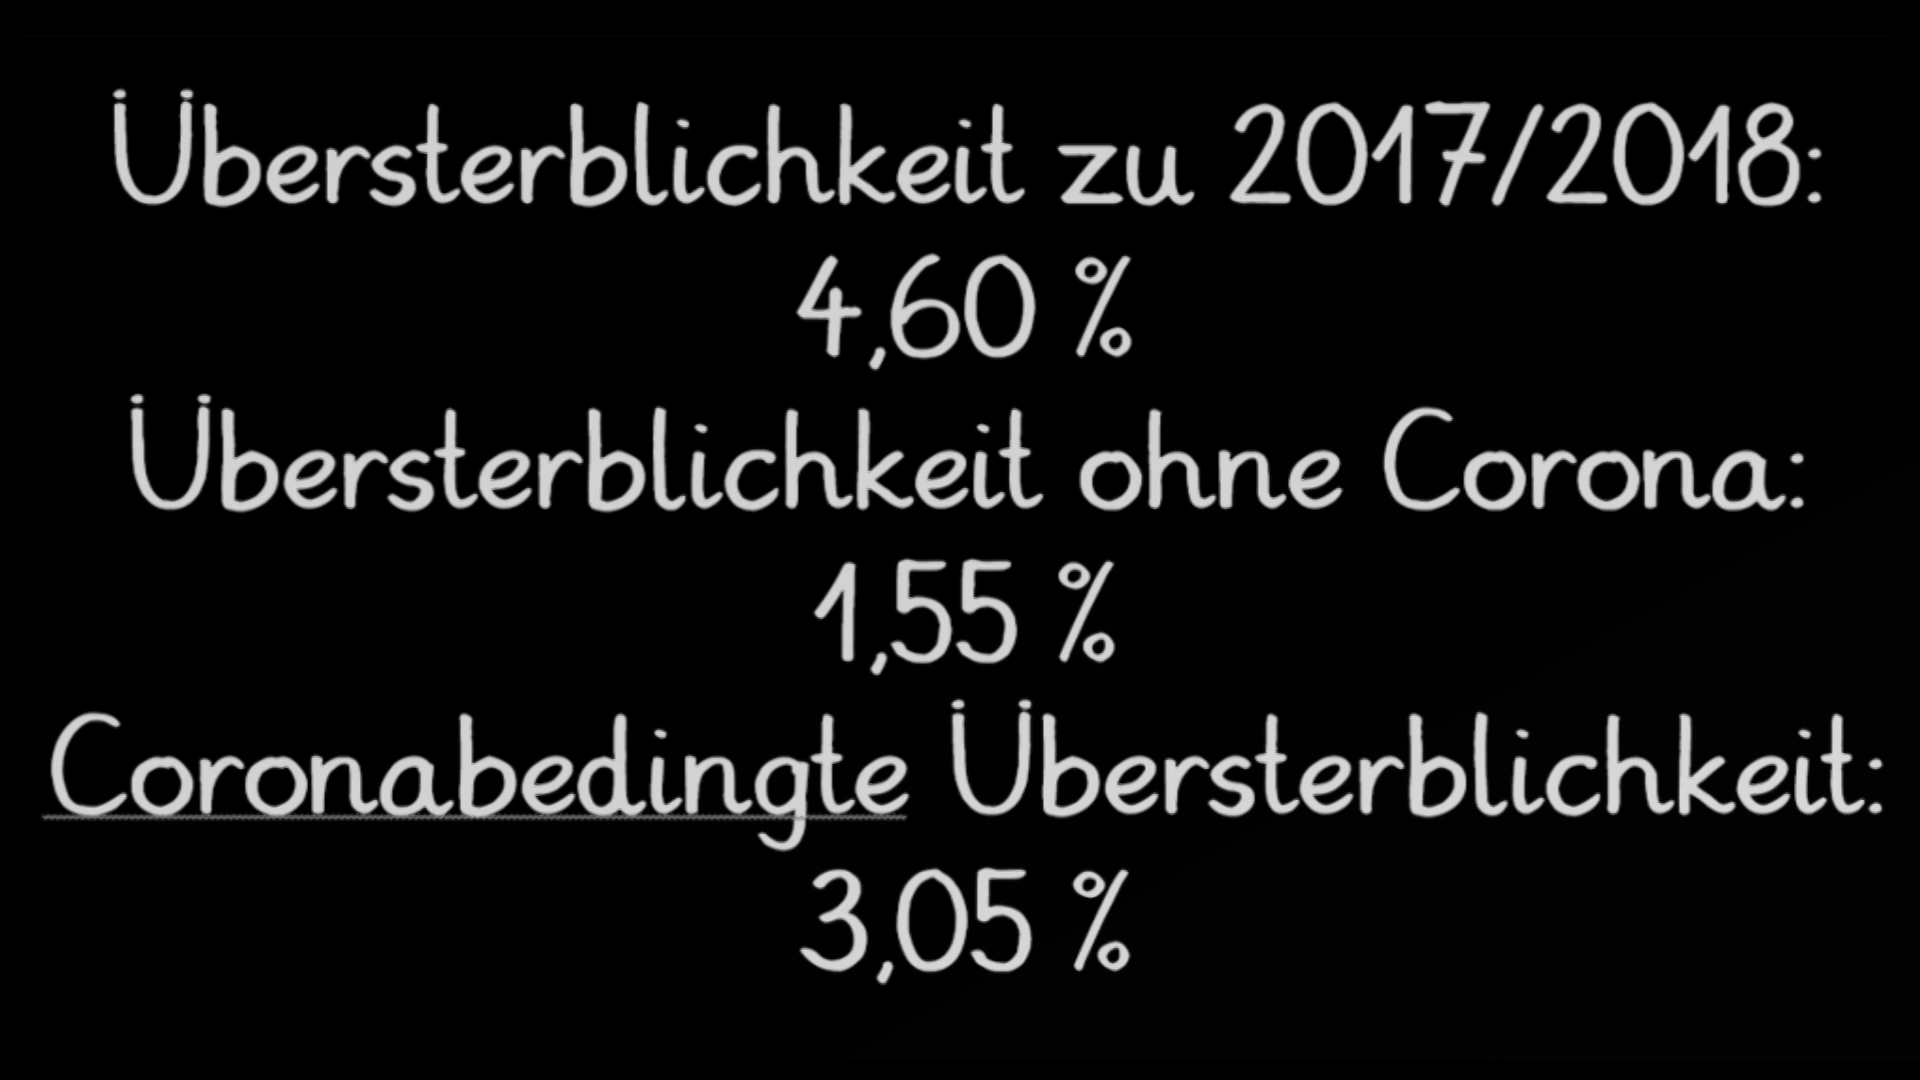 Übersterblichkeit zu 2017/2018:
4,60 %
Übersterblichkeit ohne Corona:
1,55 %
Coronabedingte Übersterblichkeit:
3,05 %